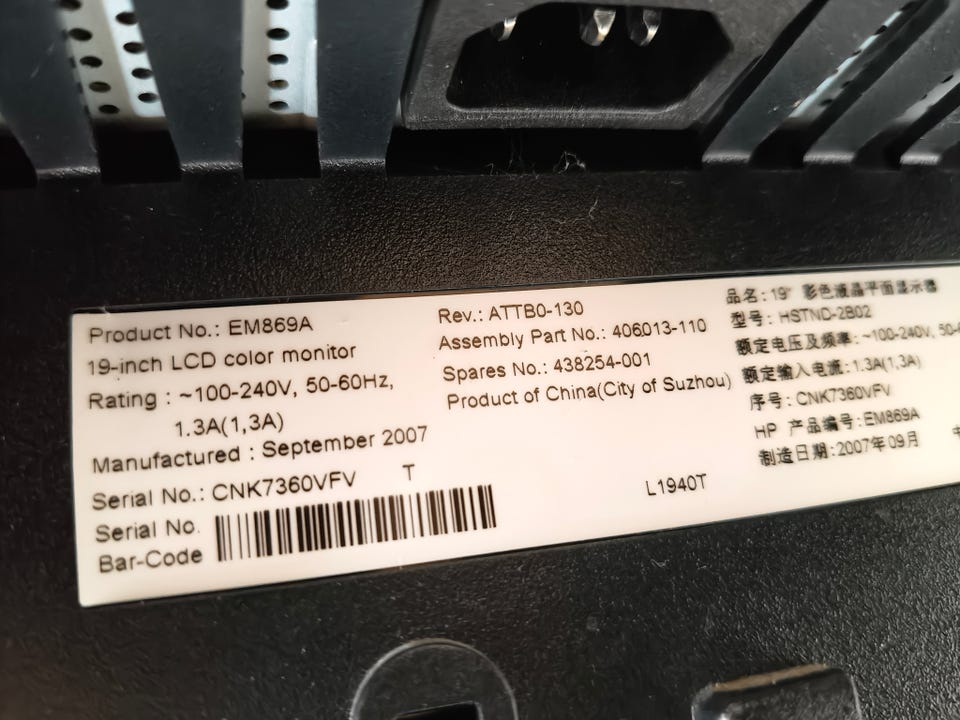 Product No.: EM869A
19-inch LCD color monitor
Rating : ~100-240V, 50-60Hz,
1.3A(1,3A)
Manufactured : September 2007
Serial No.: CNK7360VFV T
Serial No.
Bar-Code
Rev.: ATTB0-130
Assembly Part No.: 406013-110
Spares No.: 438254-001
Product of China(City of Suzhou)
L1940T
品名: 19" 彩色液晶平面显示器
型号: HSTND-2B02
额定电压及频率: ~100-240V, 50-
额定输入电流: 1.3A(1,3A)
序号: CNK7360VFV
HP 产品编号: EM869A
制造日期: 2007年09月